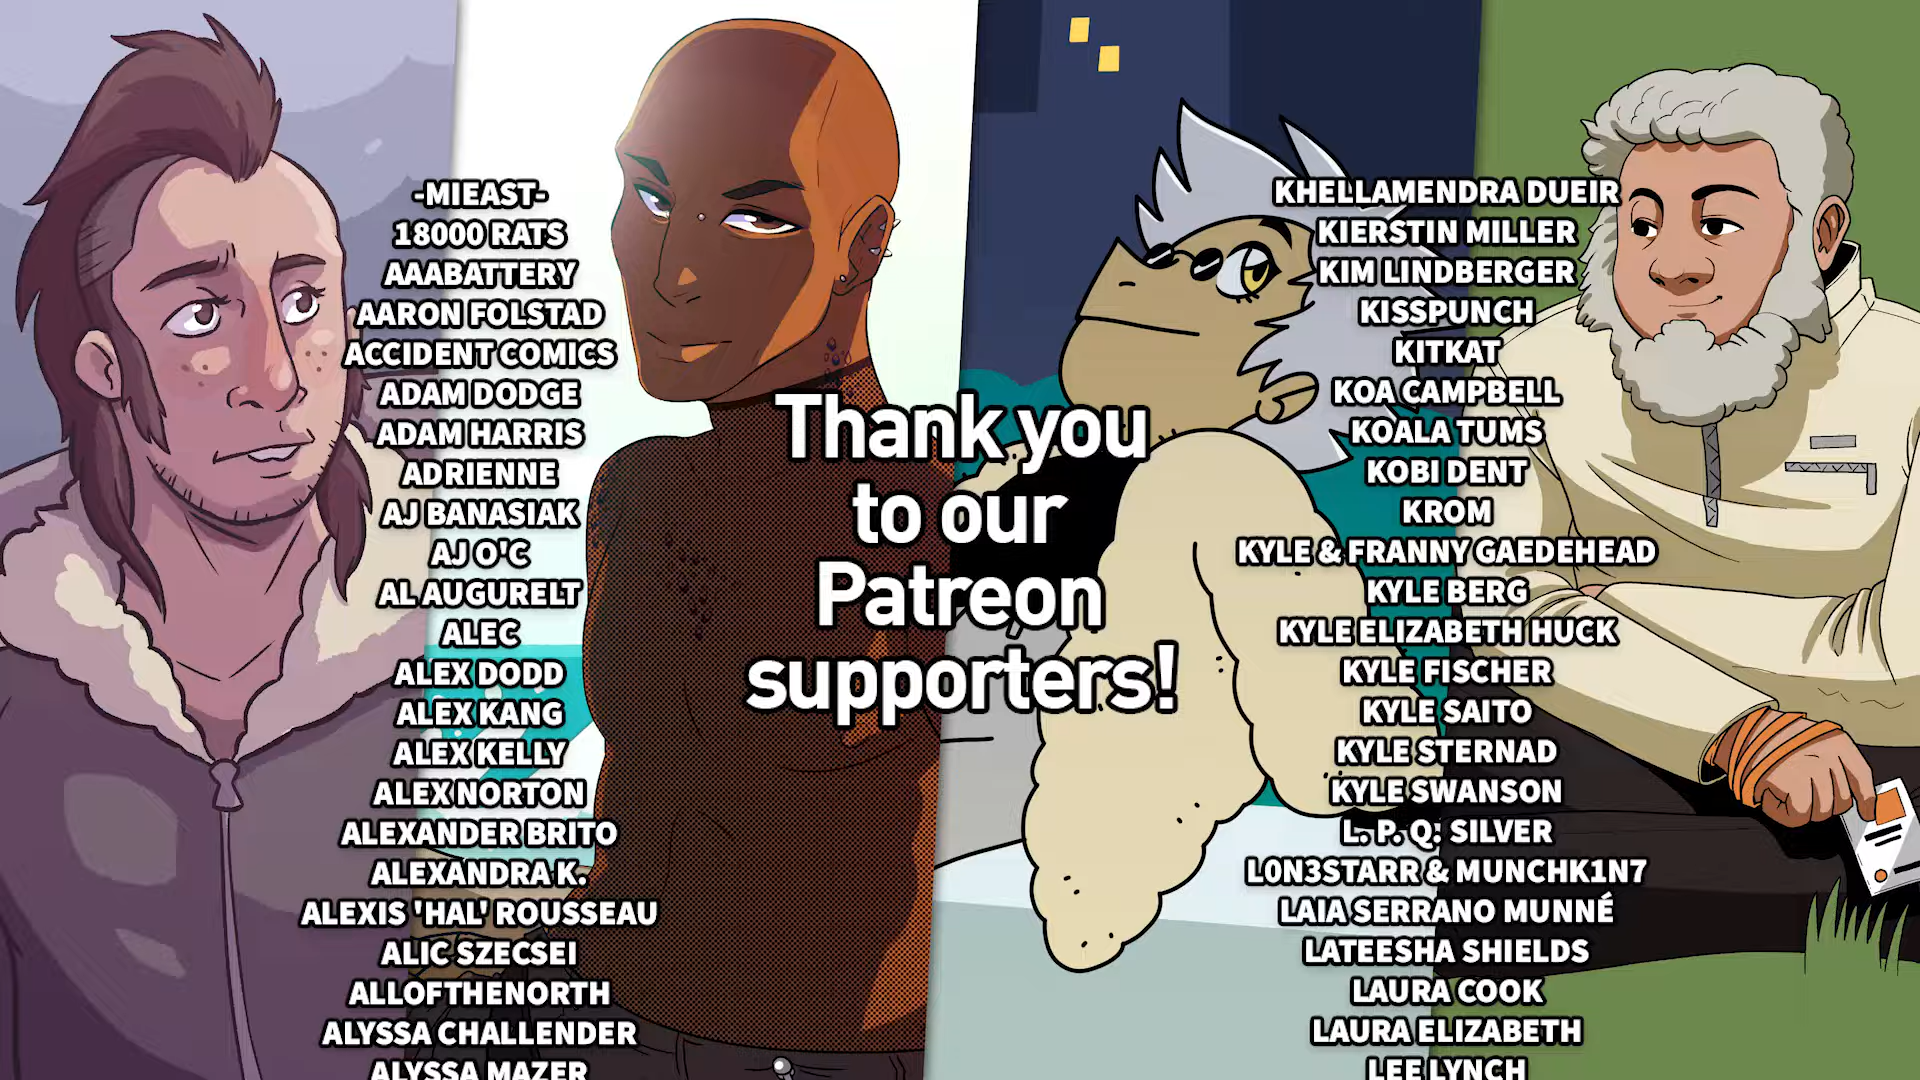 -MIEAST-
18000 RATS
AAABATTERY
AARON FOLSTAD
ACCIDENT COMICS
ADAM DODGE
ADAM HARRIS
ADRIENNE
AJ BANASIAK
AJ O'C
AL AUGURELT
ALEC
ALEX DODD
ALEX KANG
ALEX KELLY
ALEX NORTON
ALEXANDER BRITO
ALEXANDRA K.
ALEXIS 'HAL' ROUSSEAU
ALIC SZECSEI
ALLOFTHENORTH
ALYSSA CHALLENDER
ALYSSA MAZER
Thank you
to our
Patreon
supporters!
KHELLAMENDRA DUEIR
KIERSTIN MILLER
KIM LINDBERGER
KISSPUNCH
KITKAT
KOA CAMPBELL
KOALA TUMS
KOBI DENT
KROM
KYLE & FRANNY GAEDEHEAD
KYLE BERG
KYLE ELIZABETH HUCK
KYLE FISCHER
KYLE SAITO
KYLE STERNAD
KYLE SWANSON
L. P. Q: SILVER
L0N3STARR & MUNCHK1N7
LAIA SERRANO MUNNÉ
LATEESHA SHIELDS
LAURA COOK
LAURA ELIZABETH
LEE LYNCH